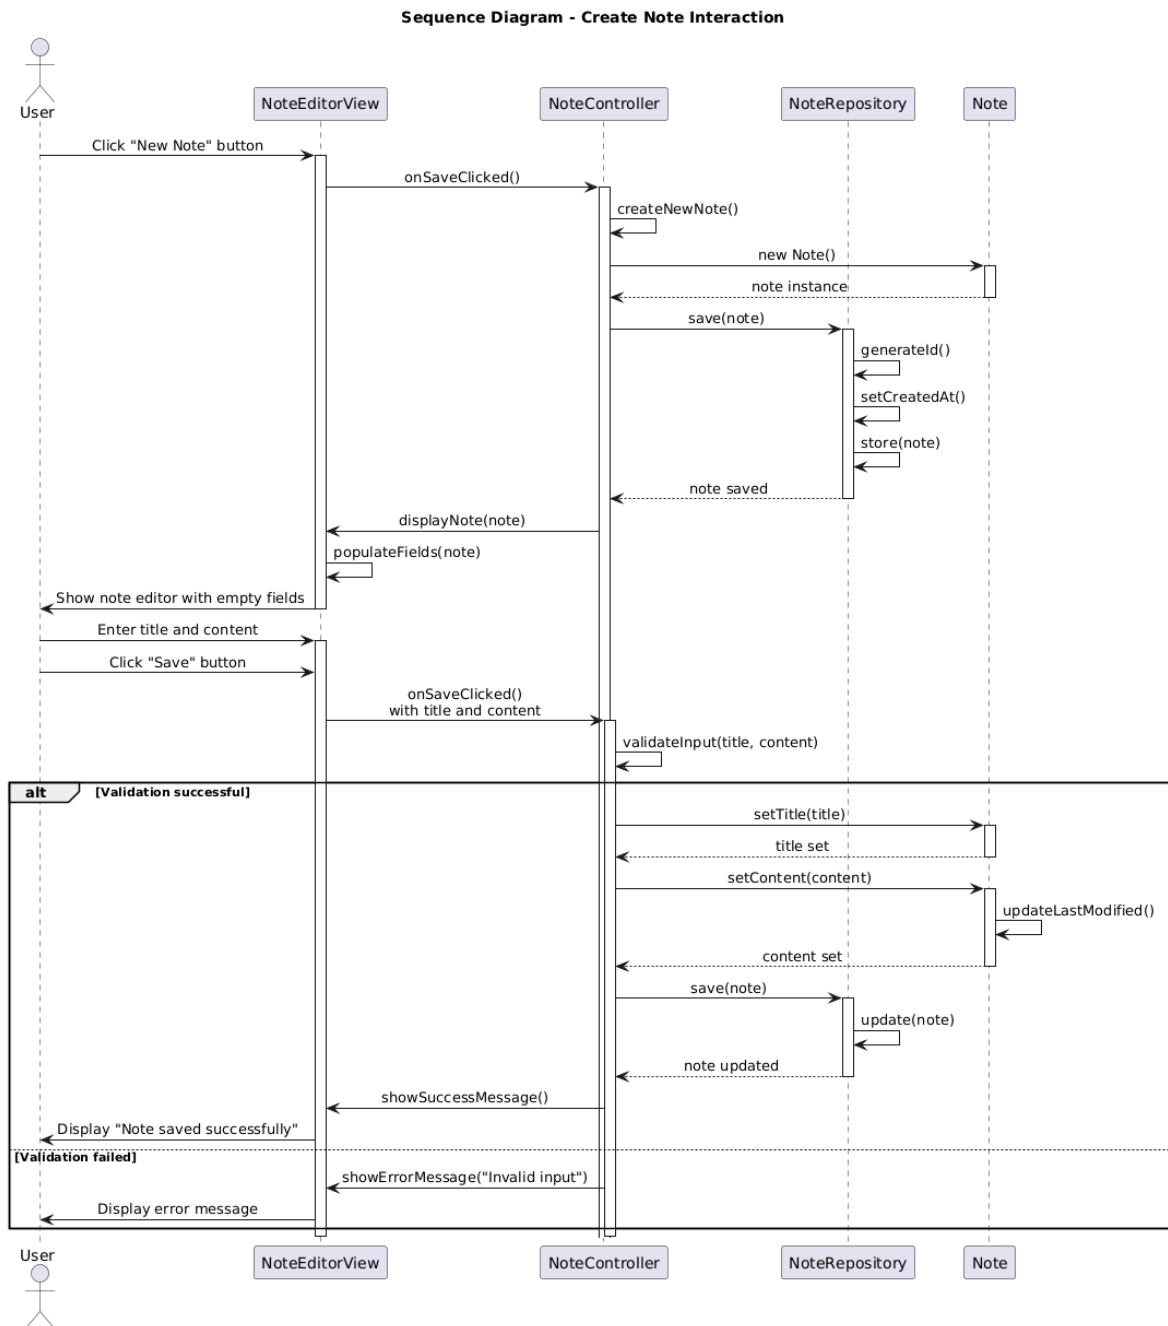 Sequence Diagram - Create Note Interaction
User
NoteEditorView
NoteController
NoteRepository
Note
Click "New Note" button
onSaveClicked()
createNewNote()
new Note()
note instance
save(note)
generateId()
setCreatedAt()
store(note)
note saved
displayNote(note)
populateFields(note)
Show note editor with empty fields
Enter title and content
Click "Save" button
onSaveClicked()
with title and content
validateInput(title, content)
alt
[Validation successful]
setTitle(title)
title set
setContent(content)
updateLastModified()
content set
save(note)
update(note)
note updated
showSuccessMessage()
Display "Note saved successfully"
[Validation failed]
showErrorMessage("Invalid input")
Display error message
User
NoteEditorView
NoteController
NoteRepository
Note